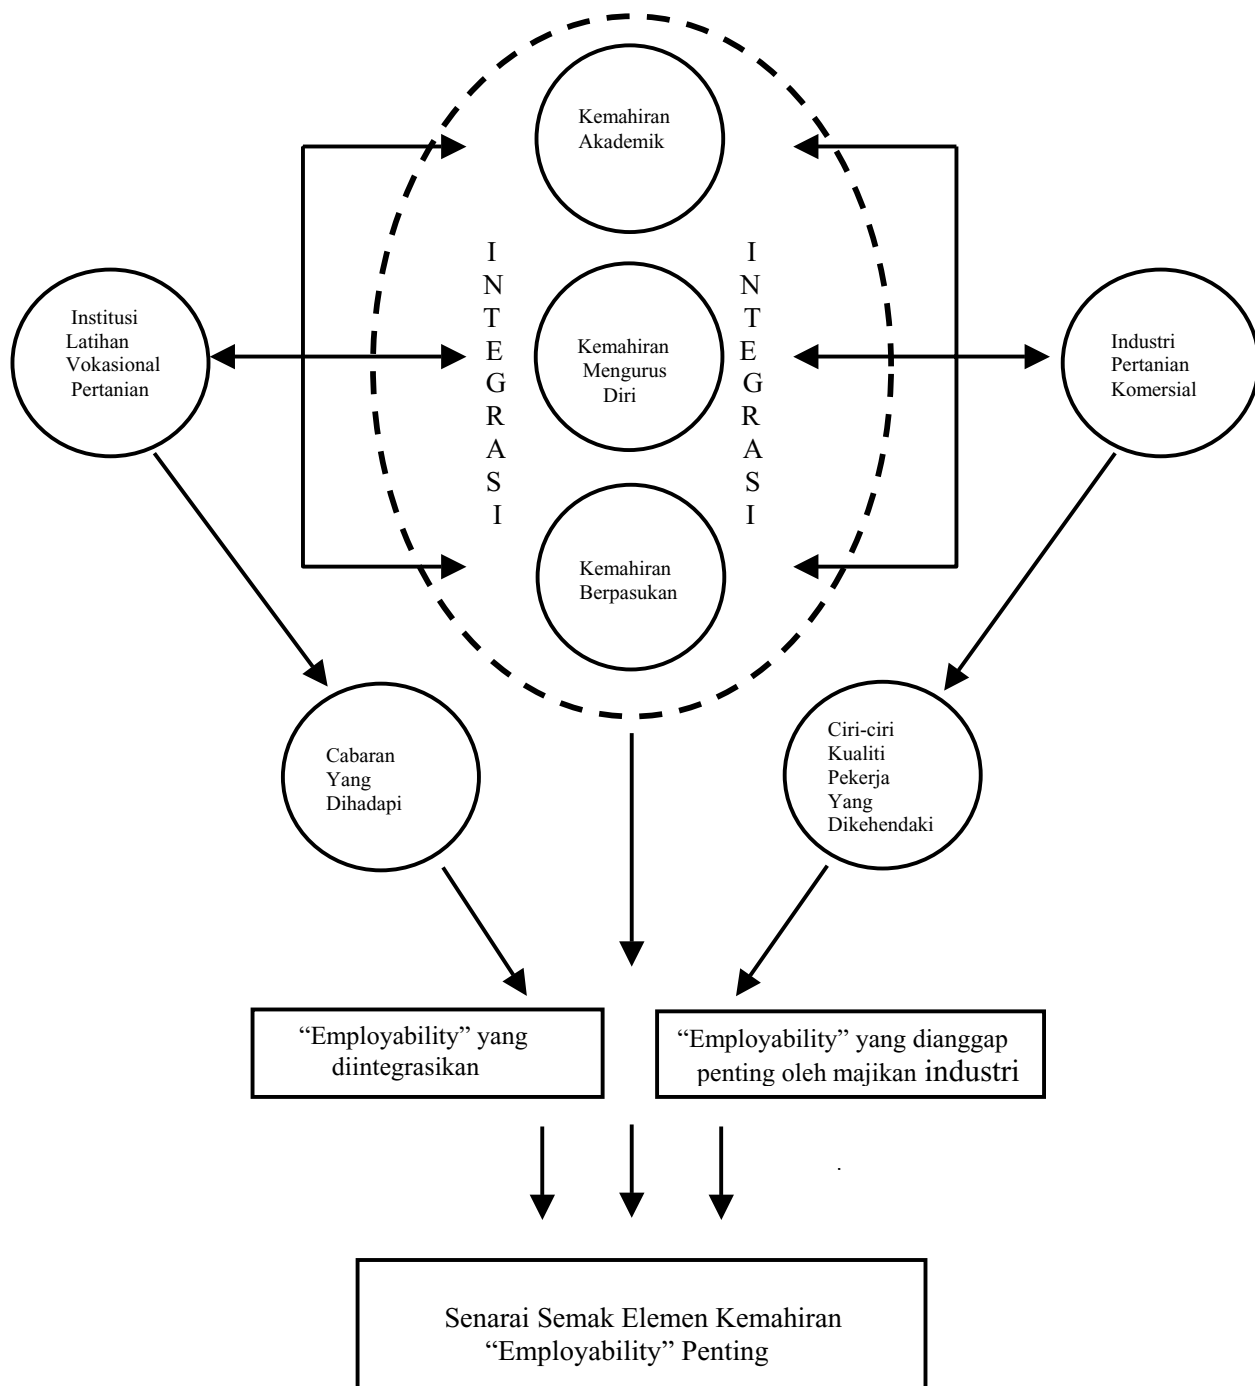 Kemahiran
Akademik
I
N
T
E
G
R
A
S
I
I
N
T
E
G
R
A
S
I
Institusi
Latihan
Vokasional
Pertanian
Kemahiran
Mengurus
Diri
Industri
Pertanian
Komersial
Kemahiran
Berpasukan
Cabaran
Yang
Dihadapi
Ciri-ciri
Kualiti
Pekerja
Yang
Dikehendaki
“Employability” yang
diintegrasikan
“Employability” yang dianggap
penting oleh majikan industri
Senarai Semak Elemen Kemahiran
“Employability” Penting